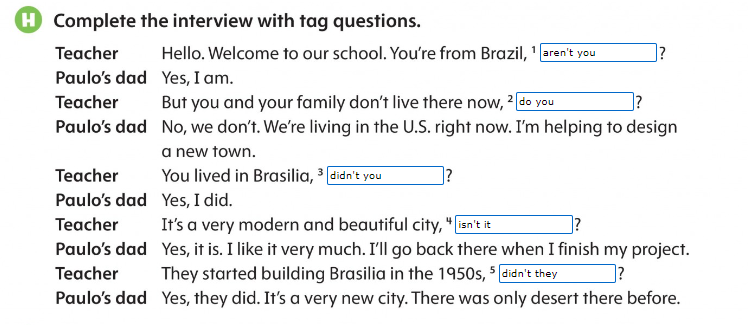 H Complete the interview with tag questions.
Teacher Hello. Welcome to our school. You're from Brazil, ¹ aren't you ?
Paulo's dad Yes, I am.
Teacher But you and your family don't live there now, ² do you ?
Paulo's dad No, we don't. We're living in the U.S. right now. I'm helping to design
a new town.
Teacher You lived in Brasilia, ³ didn't you ?
Paulo's dad Yes, I did.
Teacher It's a very modern and beautiful city, ⁴ isn't it ?
Paulo's dad Yes, it is. I like it very much. I'll go back there when I finish my project.
Teacher They started building Brasilia in the 1950s, ⁵ didn't they ?
Paulo's dad Yes, they did. It's a very new city. There was only desert there before.